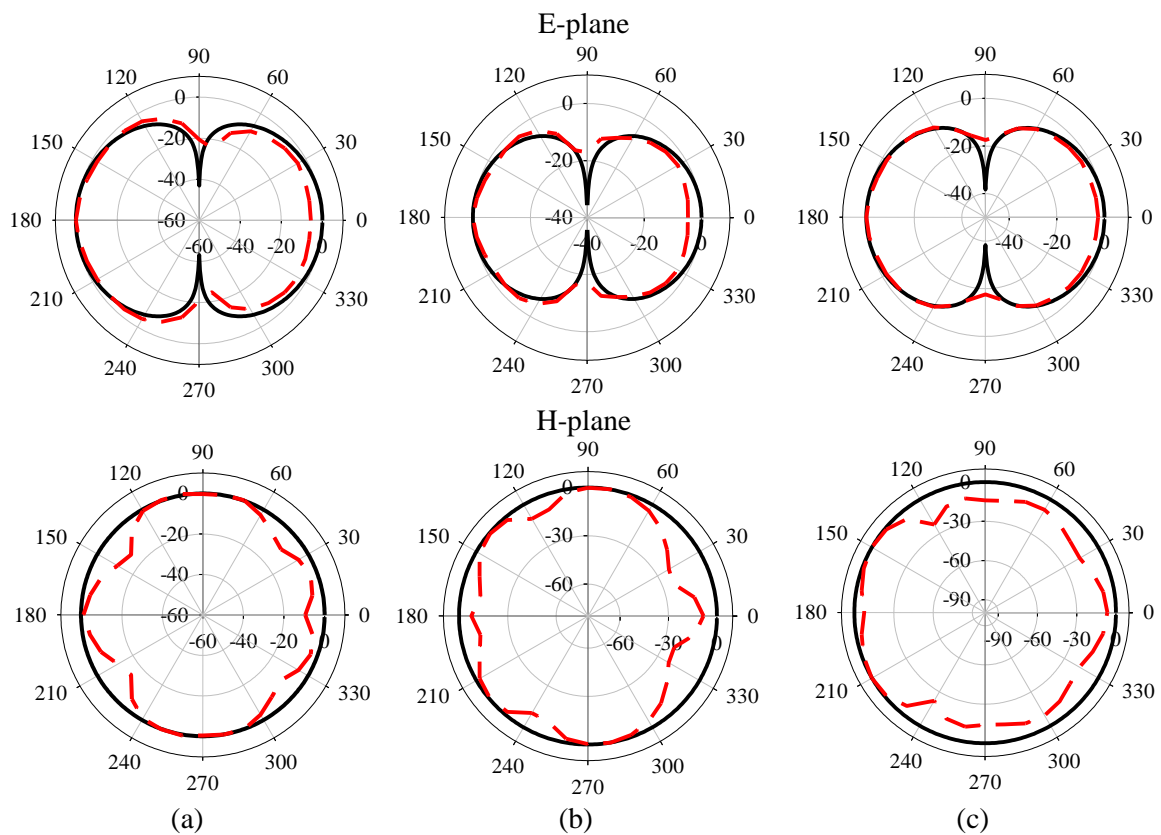 E-plane
90 90 90
120 60 120 60 120 60
0 0 0
150 30 150 30 150 30
-20 -20 -20
-40 -40
180 -60 0 180 -40 0 180 0
-60 -40 -20 0 -40 -20 0 -40 -20 0
210 330 210 330 210 330
240 300 240 300 240 300
270 270 270
H-plane
90 90 90
120 60 120 60 120 60
0 0 0
150 30 150 30 150 30
-20 -30 -30
-40 -60 -60
-90
180 -60 0 180 0 180 0
-60 -40 -20 0 -60 -30 0 -90 -60 -30 0
210 330 210 330 210 330
240 300 240 300 240 300
270 270 270
(a) (b) (c)